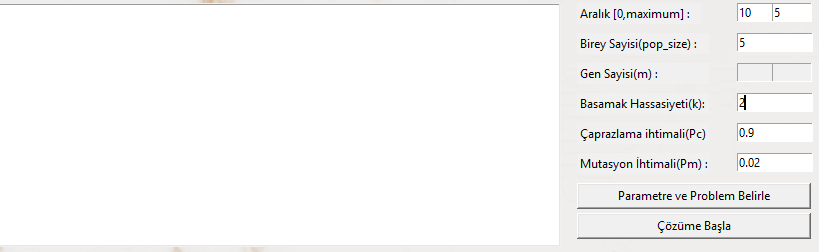 Aralık [0,maximum] : 10 5
Birey Sayisi(pop_size) : 5
Gen Sayisi(m) :
Basamak Hassasiyeti(k): 2
Çaprazlama ihtimali(Pc) 0.9
Mutasyon İhtimali(Pm) : 0.02
Parametre ve Problem Belirle
Çözüme Başla